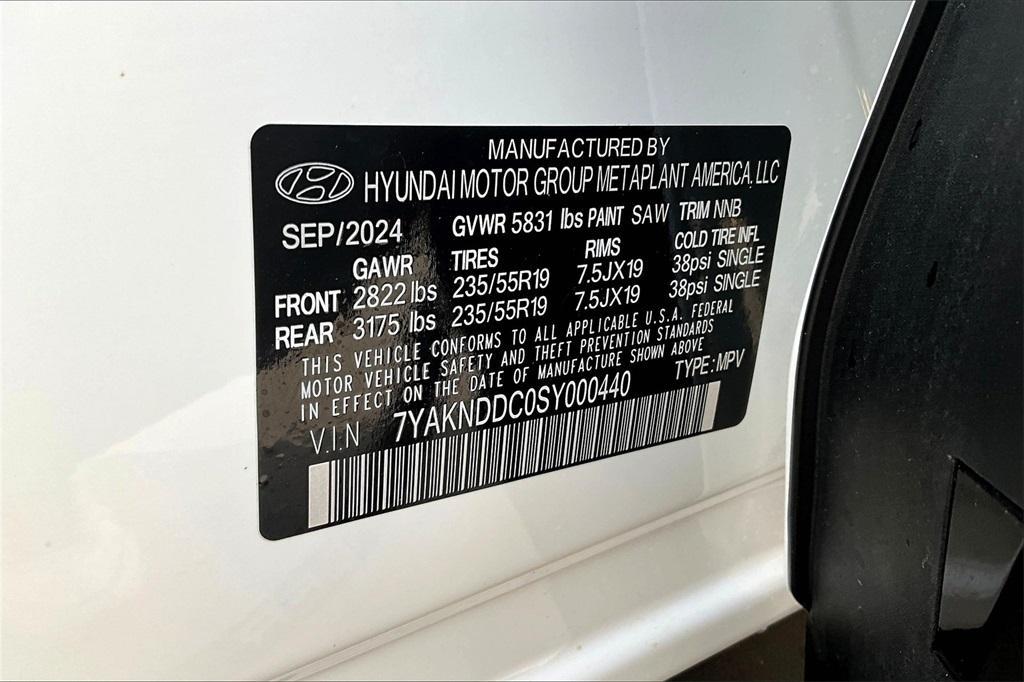 MANUFACTURED BY
HYUNDAI MOTOR GROUP METAPLANT AMERICA, LLC
SEP/2024 GVWR 5831 lbs PAINT SAW TRIM NNB
GAWR TIRES RIMS COLD TIRE INFL
FRONT 2822 lbs 235/55R19 7.5JX19 38psi SINGLE
REAR 3175 lbs 235/55R19 7.5JX19 38psi SINGLE
THIS VEHICLE CONFORMS TO ALL APPLICABLE U.S.A. FEDERAL
MOTOR VEHICLE SAFETY AND THEFT PREVENTION STANDARDS
IN EFFECT ON THE DATE OF MANUFACTURE SHOWN ABOVE
V.I.N 7YAKNDDC0SY000440 TYPE:MPV